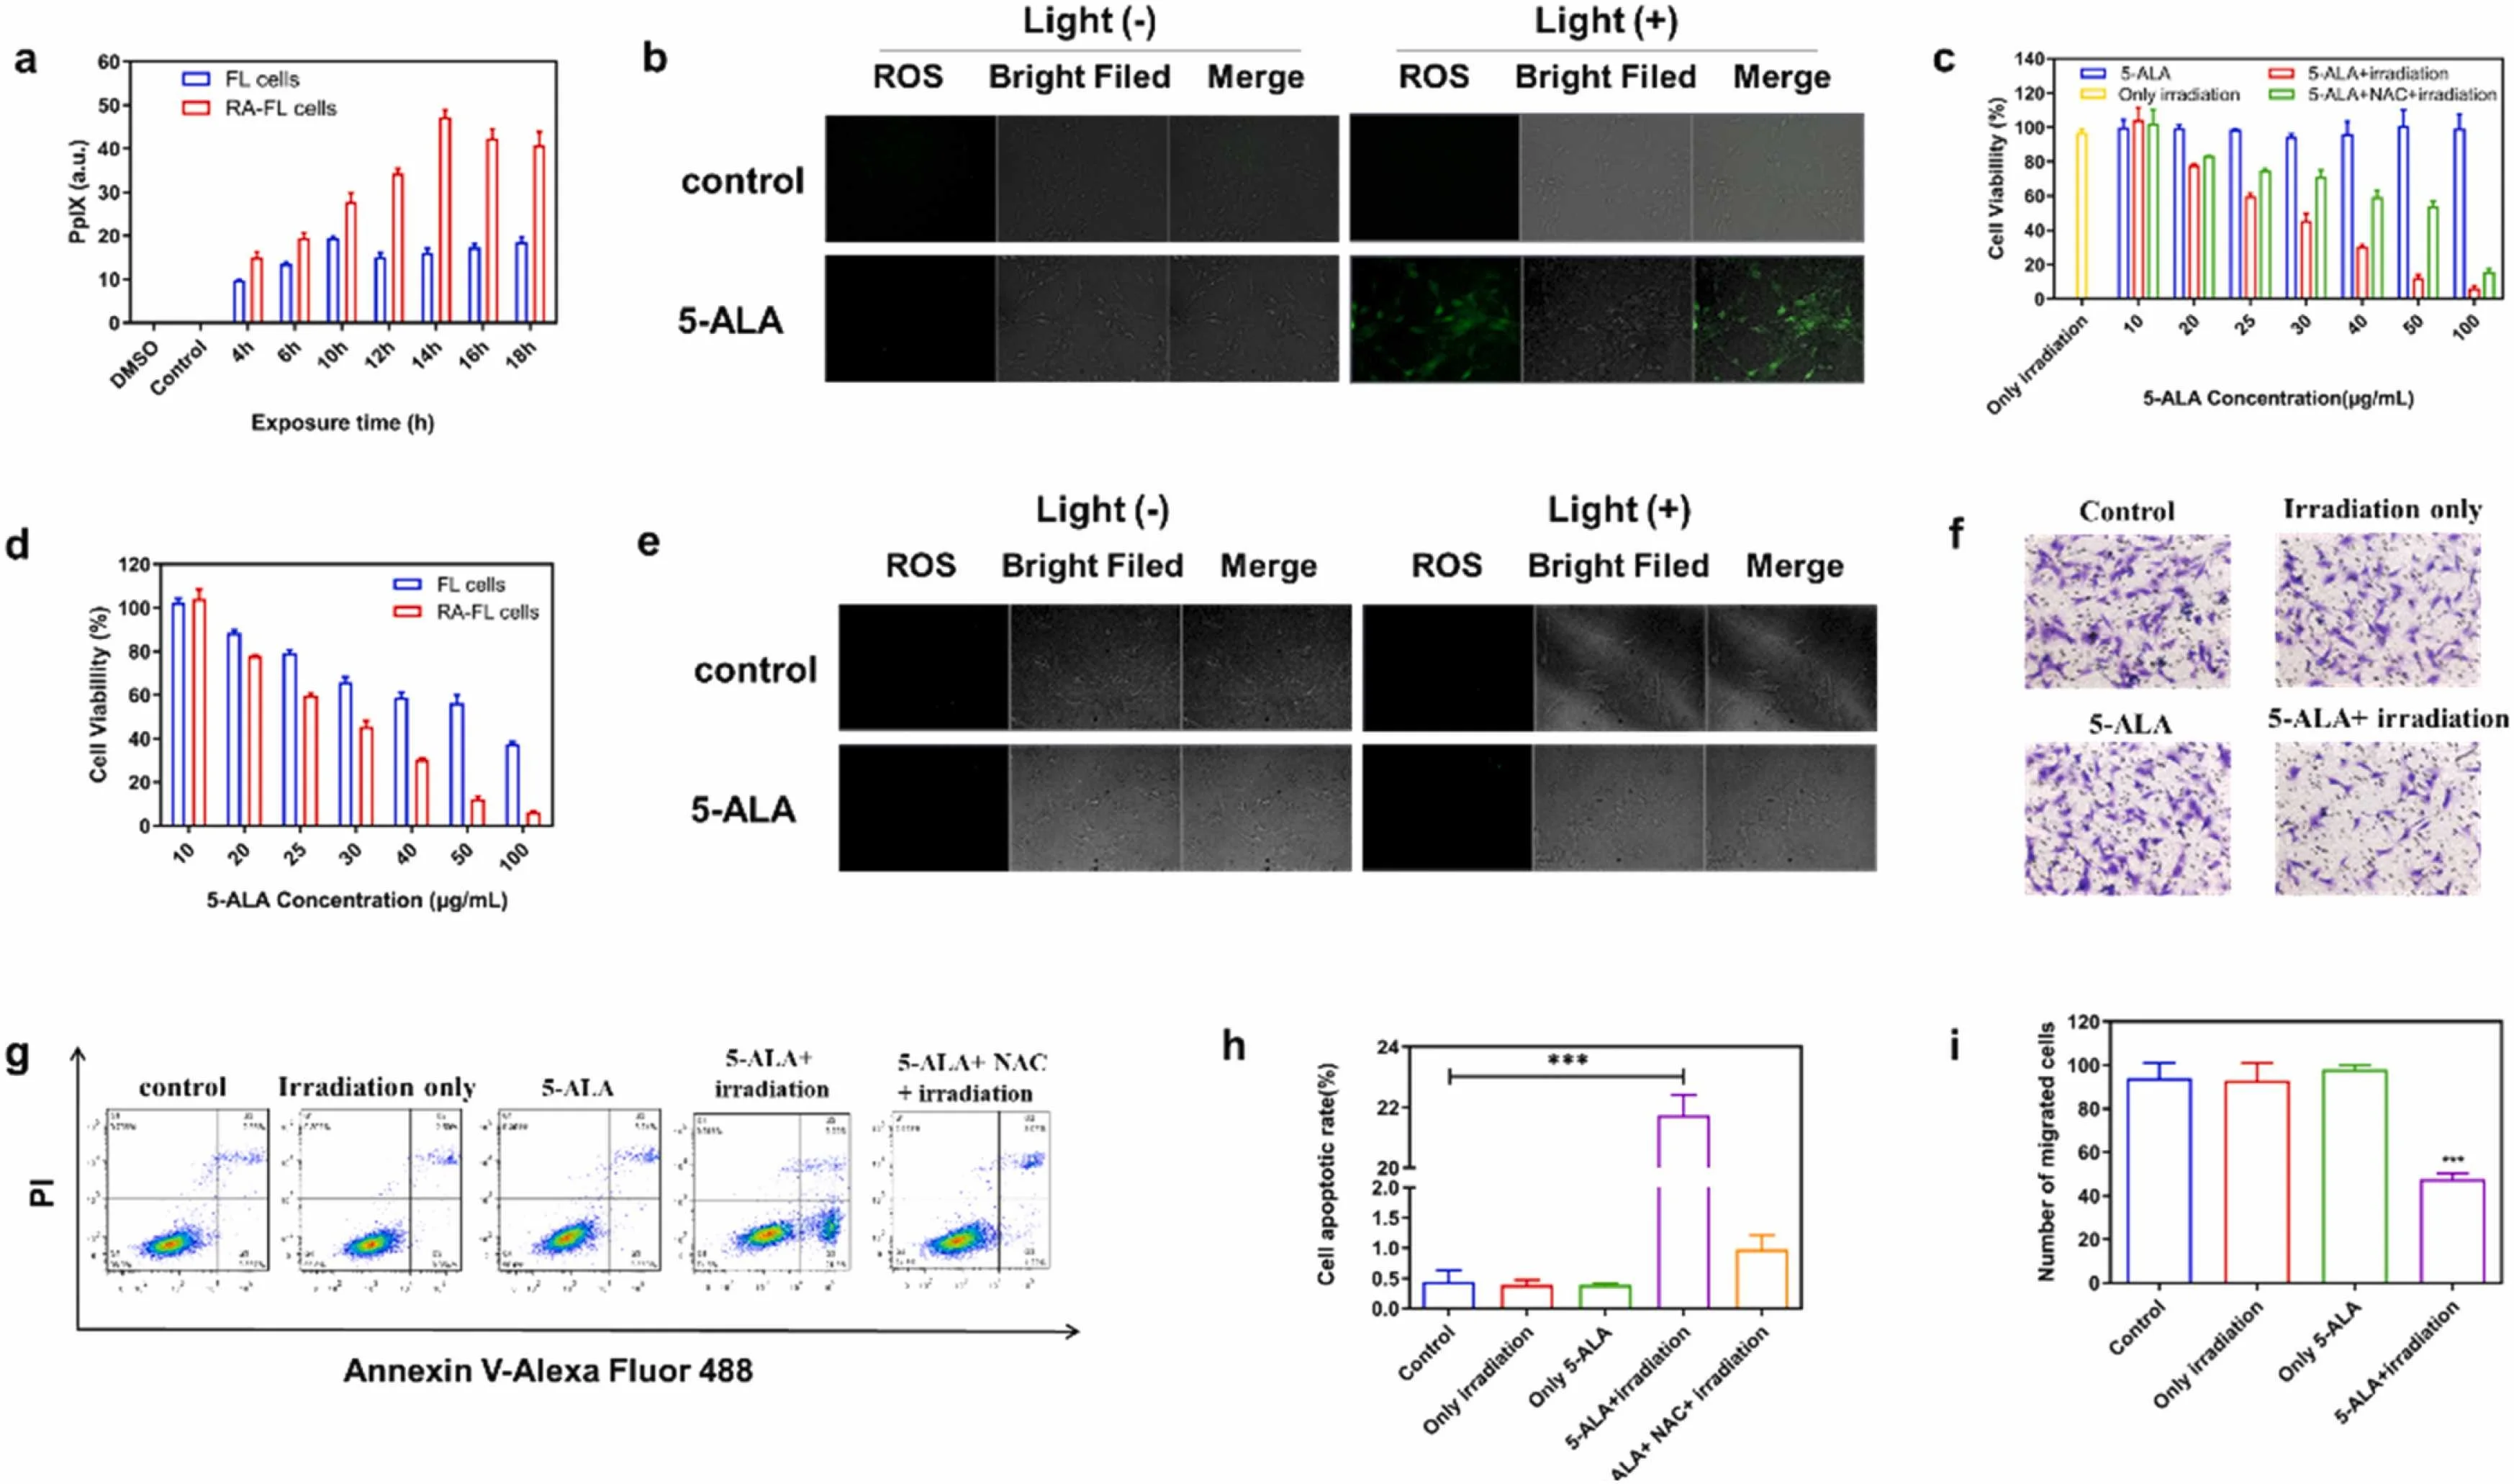 a
60
50
40
30
20
10
0
PpIX (a.u.)
FL cells
RA-FL cells
DMSO
Control
4h
6h
10h
12h
14h
16h
18h
Exposure time (h)
b
Light (-)
Light (+)
ROS
Bright Filed
Merge
ROS
Bright Filed
Merge
control
5-ALA
c
140
120
100
80
60
40
20
0
Cell Viability (%)
5-ALA
5-ALA+irradiation
Only irradiation
5-ALA+NAC+irradiation
Only irradiation
10
20
25
30
40
50
100
5-ALA Concentration(μg/mL)
d
120
100
80
60
40
20
0
Cell Viability (%)
FL cells
RA-FL cells
10
20
25
30
40
50
100
5-ALA Concentration (μg/mL)
e
Light (-)
Light (+)
ROS
Bright Filed
Merge
ROS
Bright Filed
Merge
control
5-ALA
f
Control
Irradiation only
5-ALA
5-ALA+ irradiation
g
PI
control
Irradiation only
5-ALA
5-ALA+
irradiation
5-ALA+ NAC
+ irradiation
Annexin V-Alexa Fluor 488
h
24
22
20
2.0
1.5
1.0
0.5
0.0
Cell apoptotic rate(%)
***
Control
Only irradiation
Only 5-ALA
5-ALA+irradiation
ALA+ NAC+ irradiation
i
120
100
80
60
40
20
0
Number of migrated cells
***
Control
Only irradiation
Only 5-ALA
5-ALA+irradiation